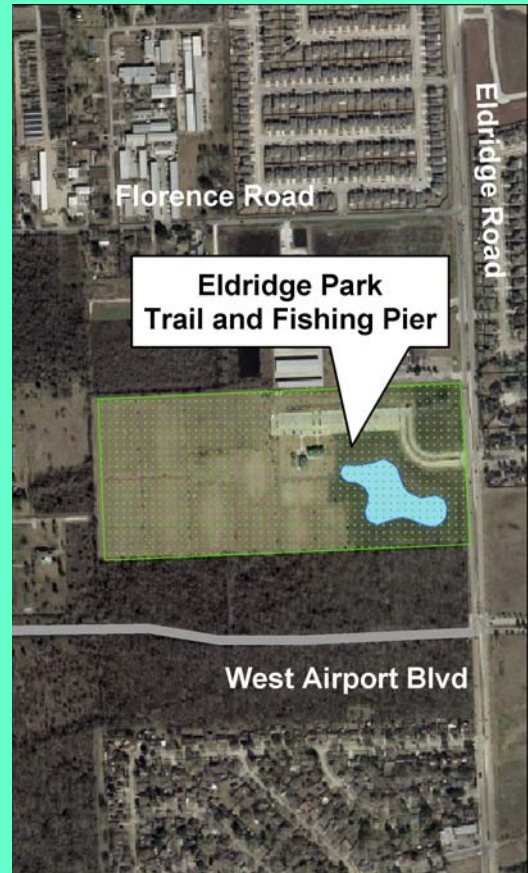 Eldridge Road
Florence Road
Eldridge Park
Trail and Fishing Pier
West Airport Blvd